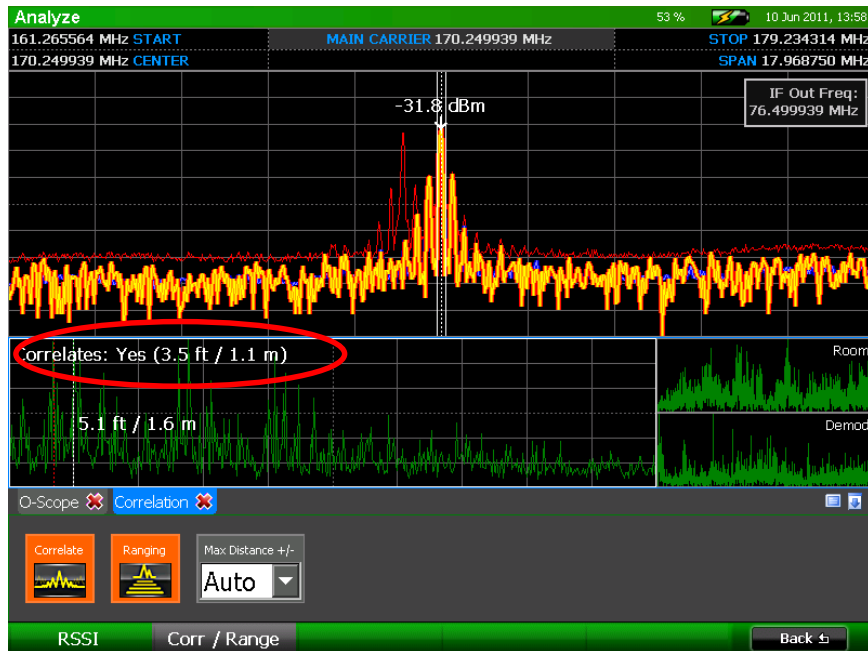 Analyze 53 % 10 Jun 2011, 13:58
161.265564 MHz START MAIN CARRIER 170.249939 MHz STOP 179.234314 MHz
170.249939 MHz CENTER SPAN 17.968750 MHz
IF Out Freq:
76.499939 MHz
-31.8 dBm
Correlates: Yes (3.5 ft / 1.1 m)
5.1 ft / 1.6 m
Room
Demod
O-Scope Correlation
Correlate Ranging Max Distance +/-
Auto
RSSI Corr / Range Back